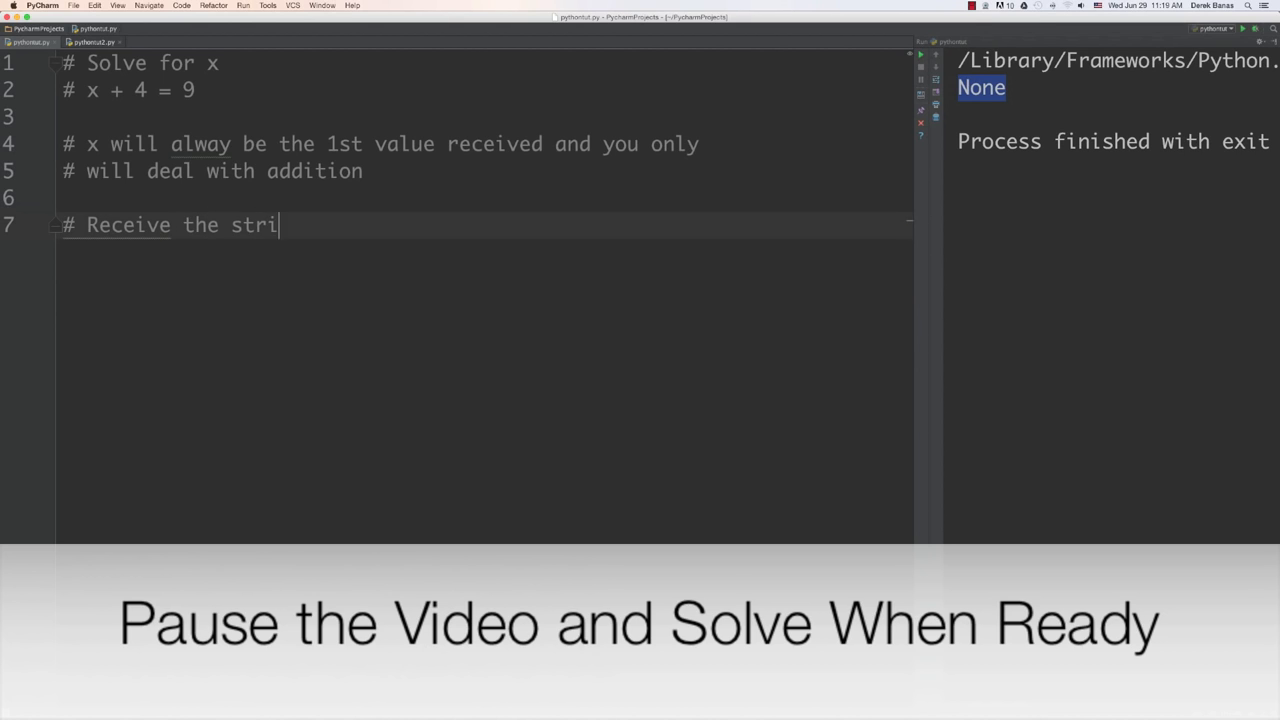 PyCharm File Edit View Navigate Code Refactor Run Tools VCS Window Help 10 Wed Jun 29 11:19 AM Derek Banas
pythontut.py - PycharmProjects - [~/PycharmProjects]
PycharmProjects pythontut.py pythontut
pythontut.py pythontut2.py Run pythontut
1 # Solve for x
2 # x + 4 = 9
3
4 # x will alway be the 1st value received and you only
5 # will deal with addition
6
7 # Receive the stri
/Library/Frameworks/Python.
None
Process finished with exit
Pause the Video and Solve When Ready